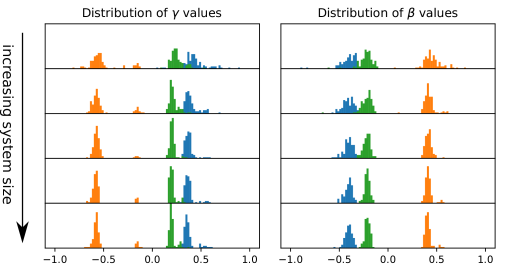 Distribution of γ values
Distribution of β values
increasing system size
−1.0 −0.5 0.0 0.5 1.0
−1.0 −0.5 0.0 0.5 1.0